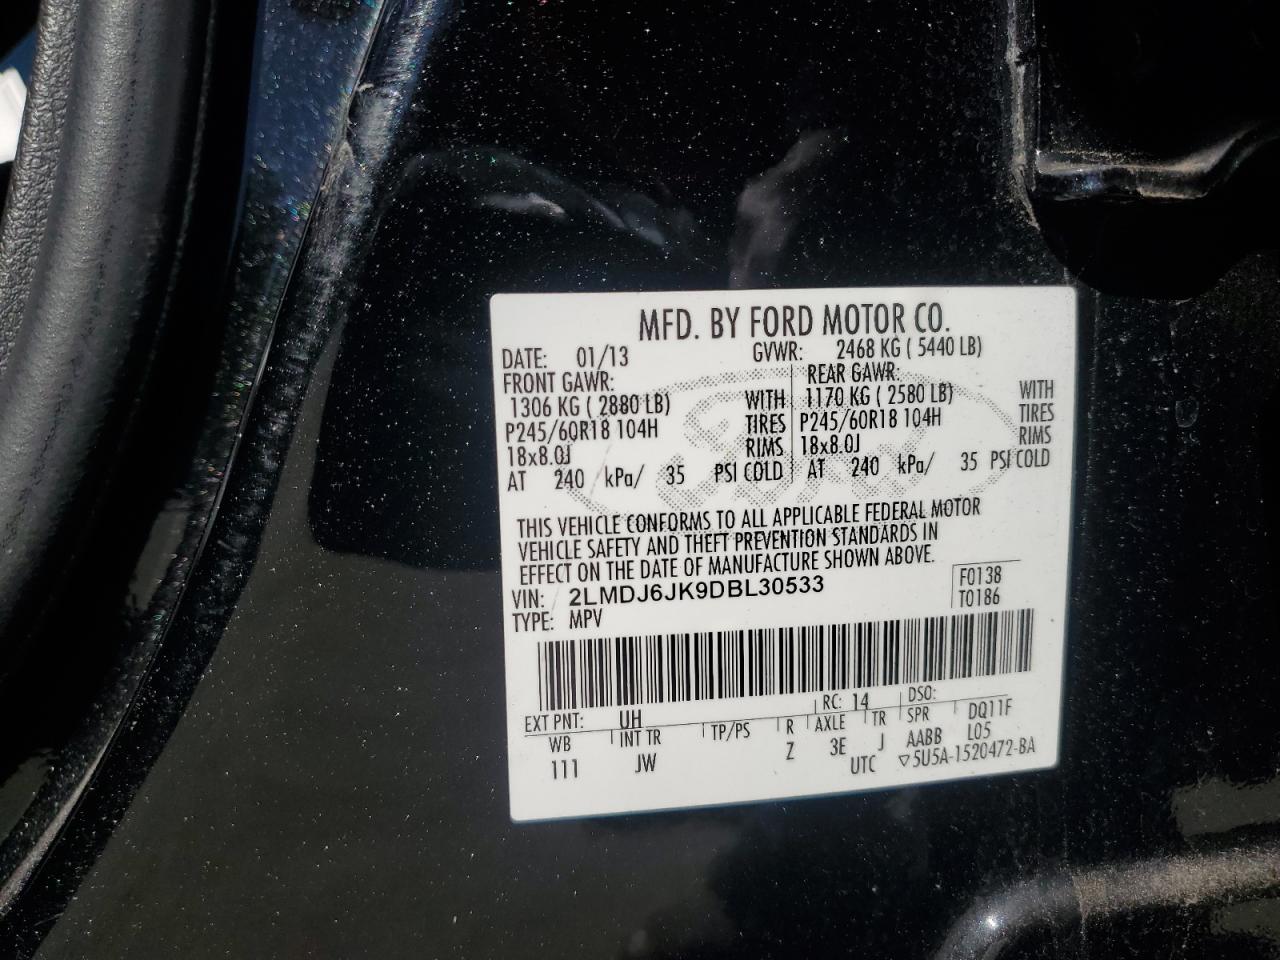 MFD. BY FORD MOTOR CO.
DATE: 01/13 GVWR: 2468 KG ( 5440 LB)
FRONT GAWR: REAR GAWR:
1306 KG ( 2880 LB) WITH 1170 KG ( 2580 LB) WITH
P245/60R18 104H TIRES P245/60R18 104H TIRES
18x8.0J RIMS 18x8.0J RIMS
AT 240 kPa/ 35 PSI COLD AT 240 kPa/ 35 PSI COLD
THIS VEHICLE CONFORMS TO ALL APPLICABLE FEDERAL MOTOR
VEHICLE SAFETY AND THEFT PREVENTION STANDARDS IN
EFFECT ON THE DATE OF MANUFACTURE SHOWN ABOVE.
VIN: 2LMDJ6JK9DBL30533 F0138
TYPE: MPV T0186
EXT PNT: UH RC: 14 DSO:
WB INT TR TP/PS R AXLE TR SPR DQ11F
111 JW Z 3E J AABB L05
UTC ▽5U5A-1520472-BA